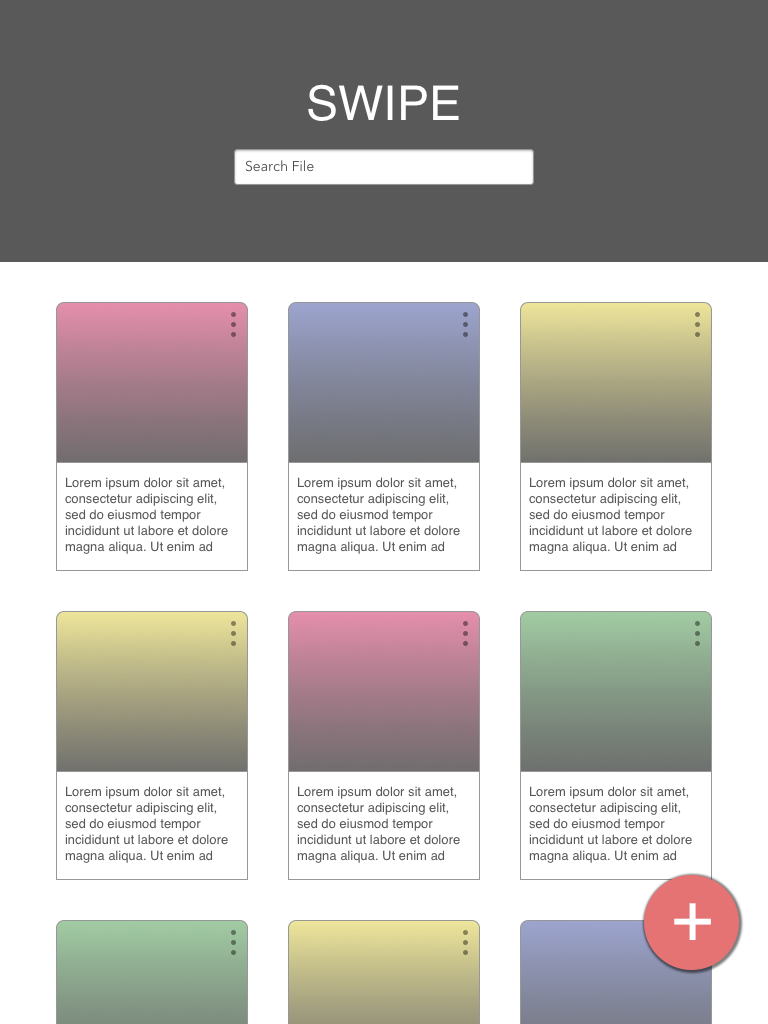 SWIPE
Search File
Lorem ipsum dolor sit amet,
consectetur adipiscing elit,
sed do eiusmod tempor
incididunt ut labore et dolore
magna aliqua. Ut enim ad
Lorem ipsum dolor sit amet,
consectetur adipiscing elit,
sed do eiusmod tempor
incididunt ut labore et dolore
magna aliqua. Ut enim ad
Lorem ipsum dolor sit amet,
consectetur adipiscing elit,
sed do eiusmod tempor
incididunt ut labore et dolore
magna aliqua. Ut enim ad
Lorem ipsum dolor sit amet,
consectetur adipiscing elit,
sed do eiusmod tempor
incididunt ut labore et dolore
magna aliqua. Ut enim ad
Lorem ipsum dolor sit amet,
consectetur adipiscing elit,
sed do eiusmod tempor
incididunt ut labore et dolore
magna aliqua. Ut enim ad
Lorem ipsum dolor sit amet,
consectetur adipiscing elit,
sed do eiusmod tempor
incididunt ut labore et dolore
magna aliqua. Ut enim ad